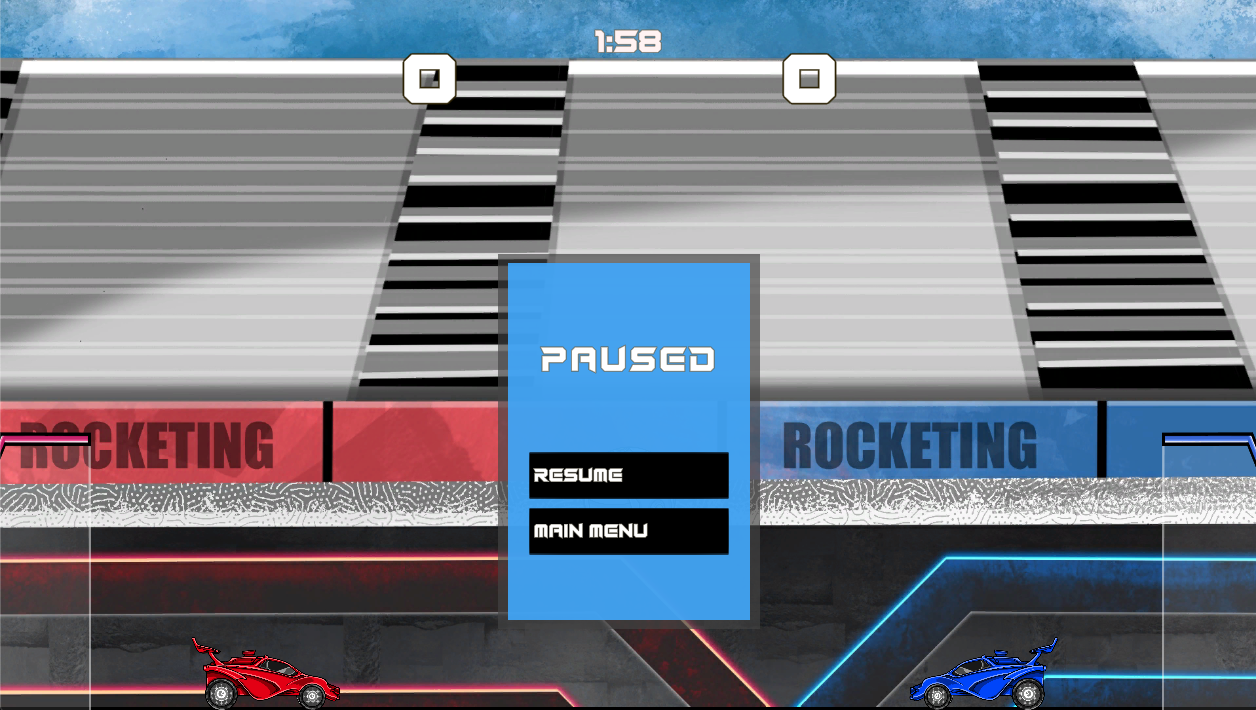 1:58
0 0
PAUSED
ROCKETING ROCKETING
RESUME
MAIN MENU